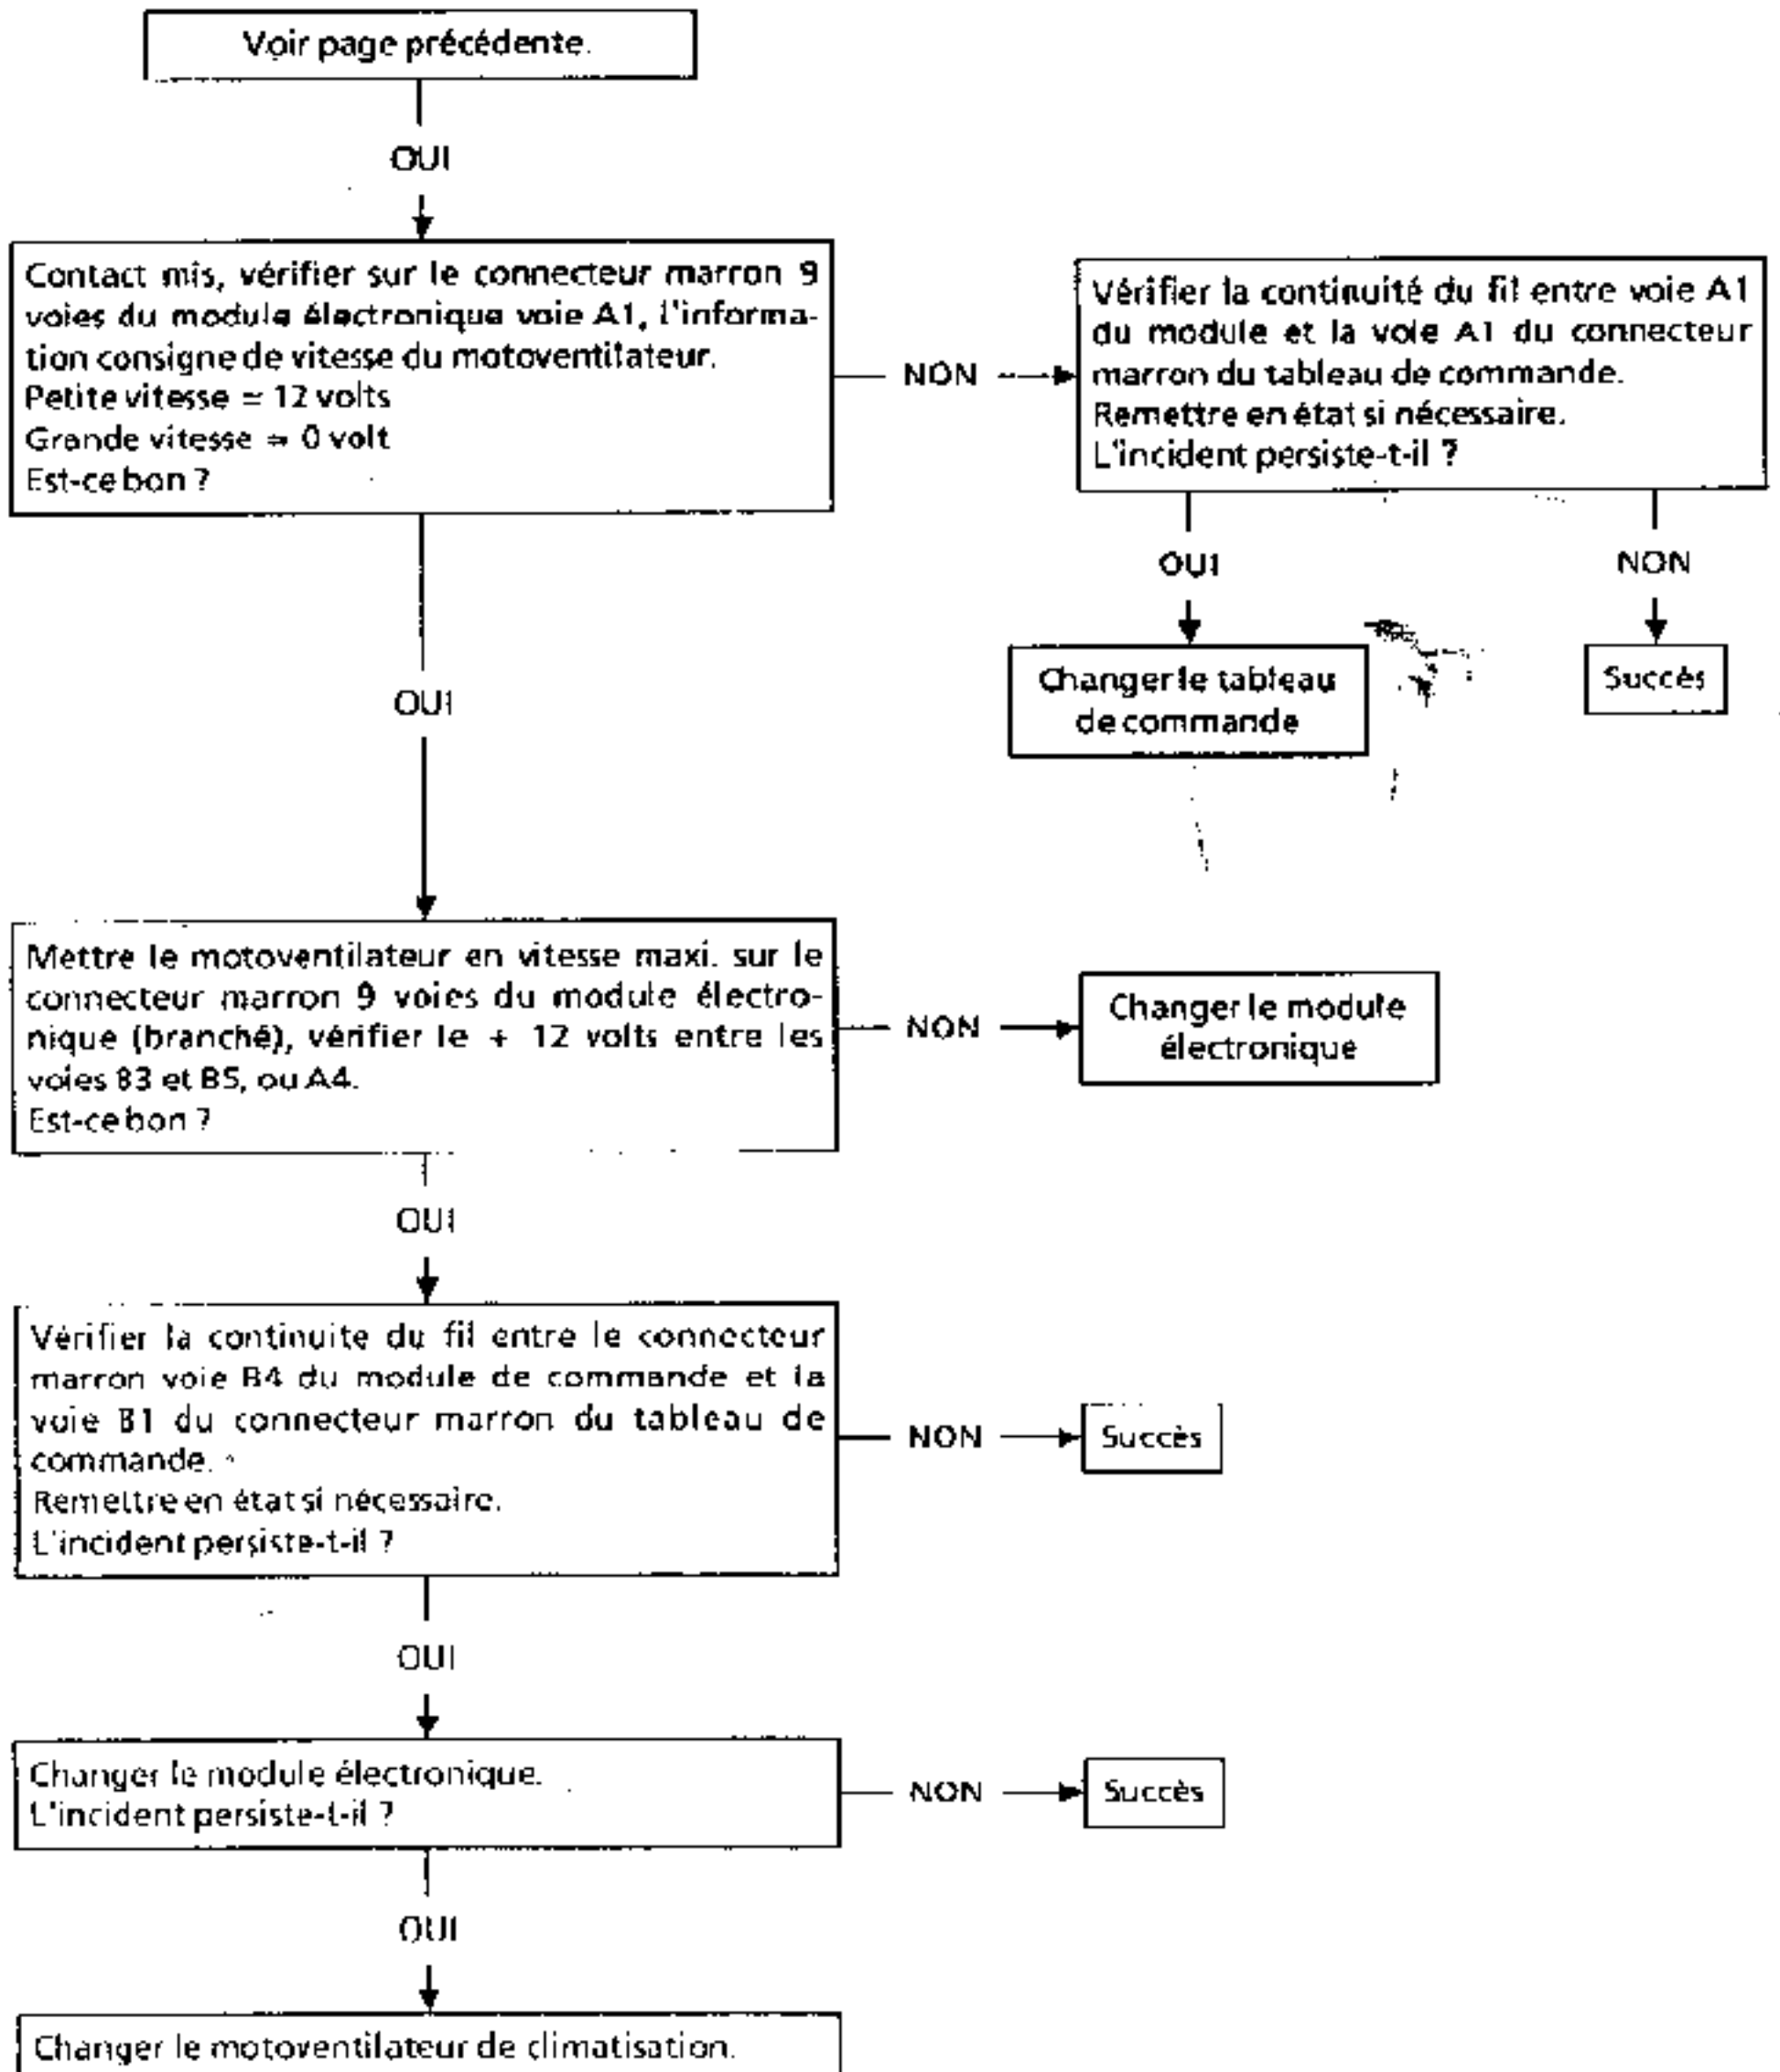 Voir page précédente.
OUI
Contact mis, vérifier sur le connecteur marron 9
voies du module électronique voie A1, l'informa-
tion consigne de vitesse du motoventilateur.
Petite vitesse = 12 volts
Grande vitesse = 0 volt
Est-ce bon ?
NON
Vérifier la continuité du fil entre voie A1
du module et la voie A1 du connecteur
marron du tableau de commande.
Remettre en état si nécessaire.
L'incident persiste-t-il ?
OUI
NON
Changer le tableau
de commande
Succès
OUI
Mettre le motoventilateur en vitesse maxi. sur le
connecteur marron 9 voies du module électro-
nique (branché), vérifier le + 12 volts entre les
voies B3 et B5, ou A4.
Est-ce bon ?
NON
Changer le module
électronique
OUI
Vérifier la continuite du fil entre le connecteur
marron voie B4 du module de commande et la
voie B1 du connecteur marron du tableau de
commande.
Remettre en état si nécessaire.
L'incident persiste-t-il ?
NON
Succès
OUI
Changer le module électronique.
L'incident persiste-t-il ?
NON
Succès
OUI
Changer le motoventilateur de climatisation.